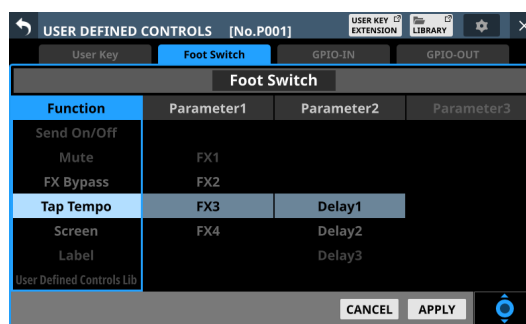 USER DEFINED CONTROLS [No.P001]
USER KEY EXTENSION
LIBRARY
User Key Foot Switch GPIO-IN GPIO-OUT
Foot Switch
Function Parameter1 Parameter2 Parameter3
Send On/Off
Mute FX1
FX Bypass FX2
Tap Tempo FX3 Delay1
Screen FX4 Delay2
Label Delay3
User Defined Controls Lib
CANCEL APPLY